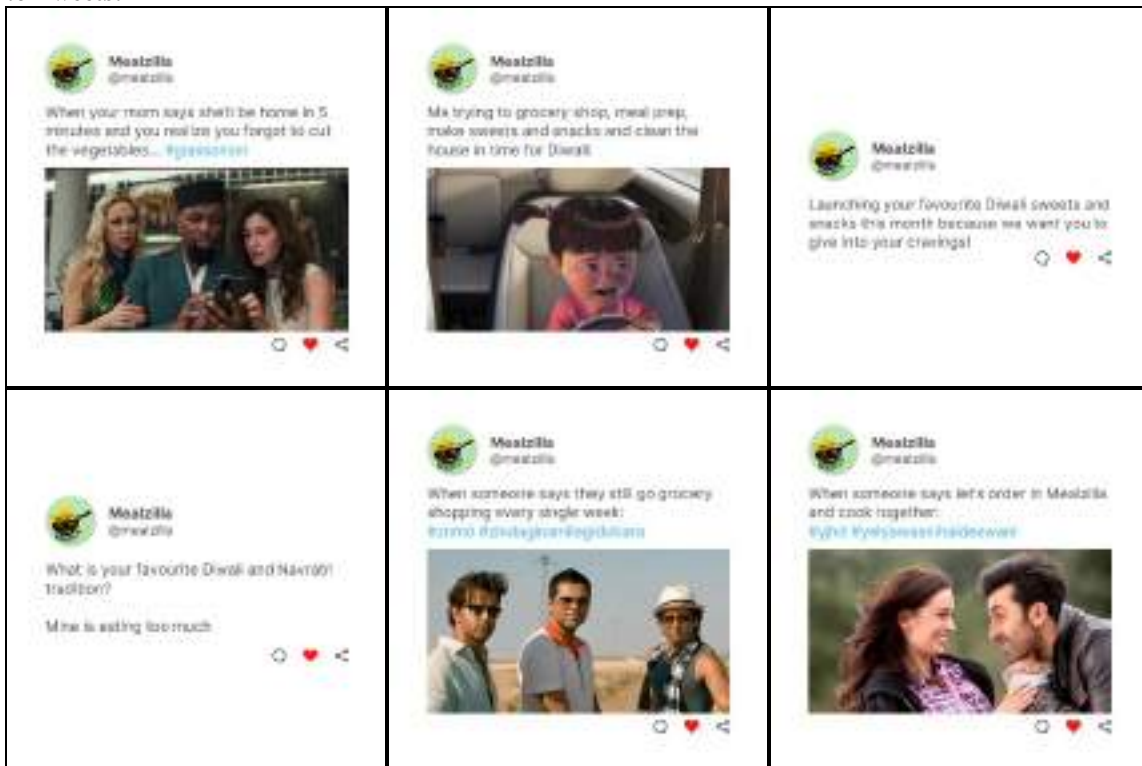 Mealzilla
@mealzilla
When your mom says she'll be home in 5
minutes and you realize you forgot to cut
the vegetables...
Mealzilla
@mealzilla
Me trying to grocery shop, meal prep,
make sweets and snacks and clean the
house in time for Diwali
Mealzilla
@mealzilla
Launching your favourite Diwali sweets and
snacks this month because we want you to
give into your cravings!
Mealzilla
@mealzilla
What is your favourite Diwali and Navratri
tradition?
Mine is eating too much
Mealzilla
@mealzilla
When someone says they still go grocery
shopping every single week:
#znmd #zindaginamilegidobara
Mealzilla
@mealzilla
When someone says let's order in Mealzilla
and cook together:
#yjhd #yehjawaanihaideewani